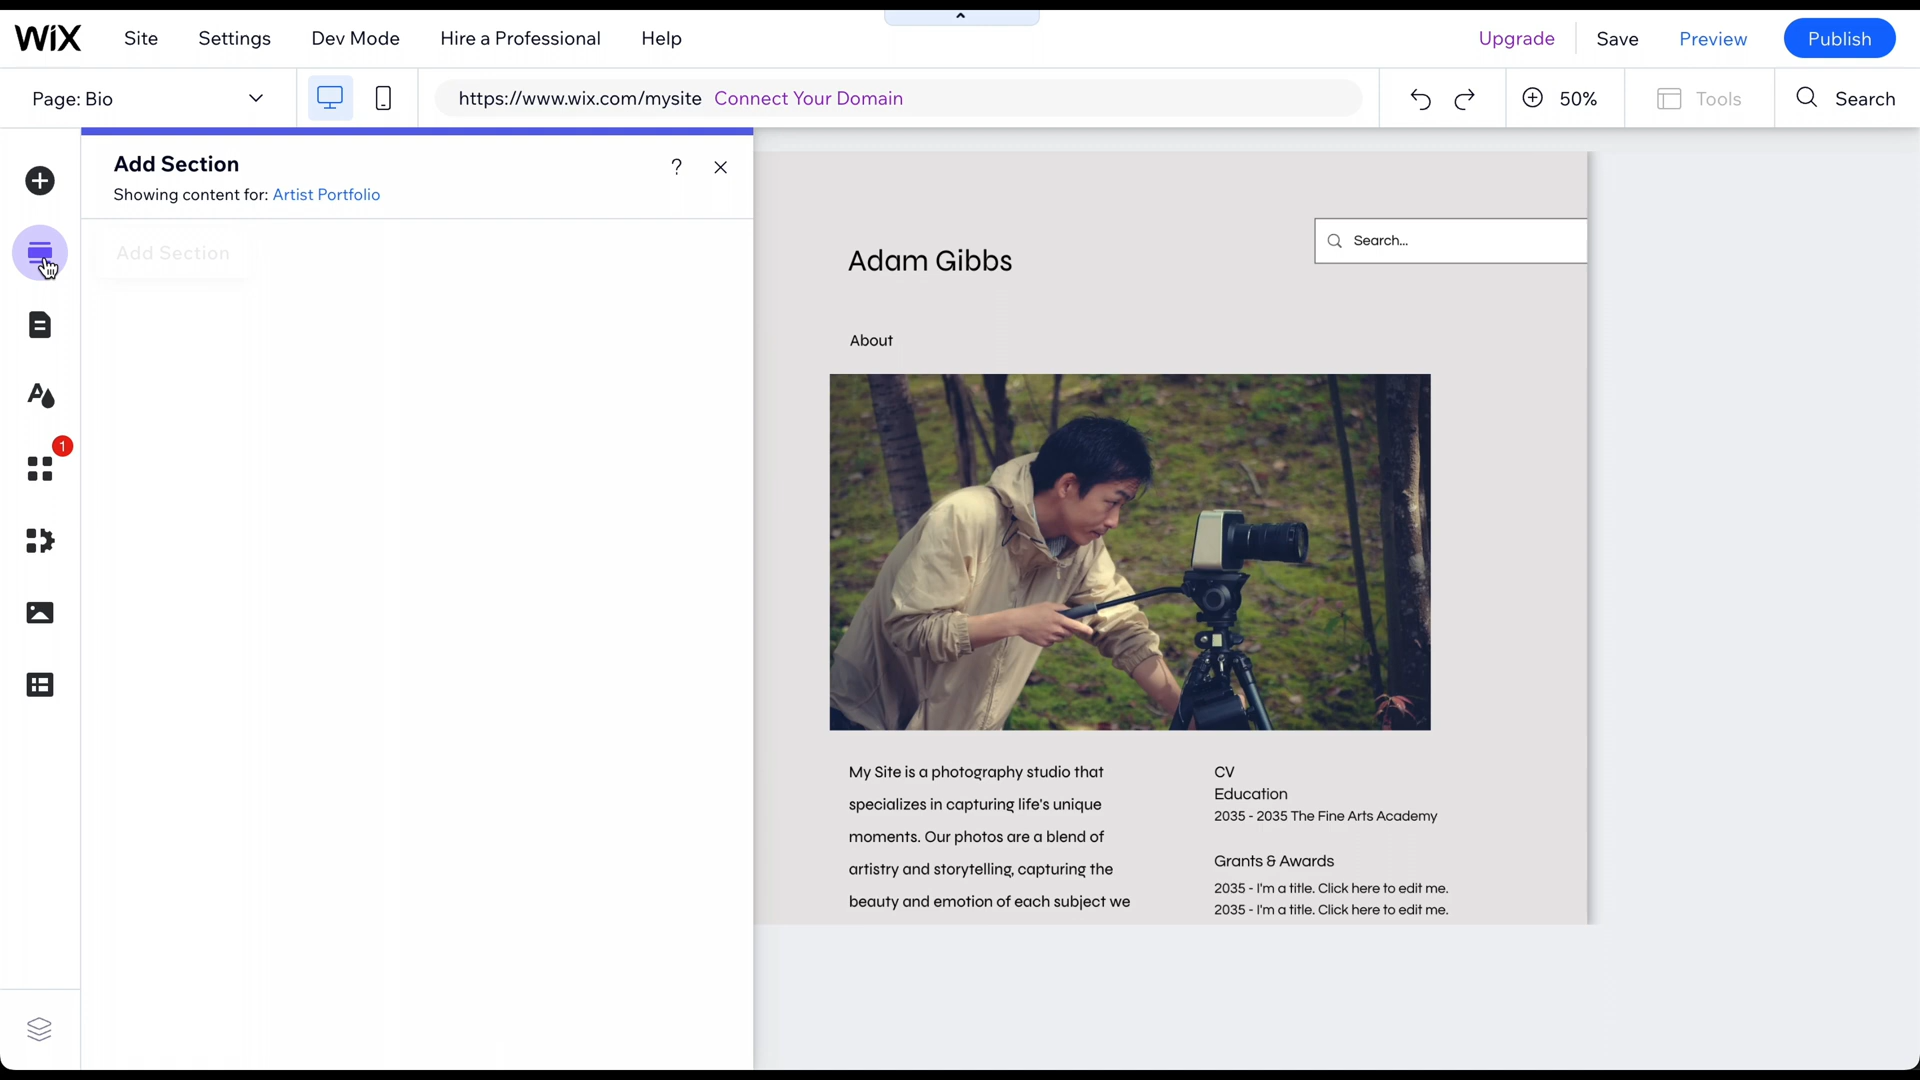 WIX Site Settings Dev Mode Hire a Professional Help Upgrade Save Preview Publish
Page: Bio https://www.wix.com/mysite Connect Your Domain 50% Tools Search
Add Section ?
Showing content for: Artist Portfolio
Add Section
1
Adam Gibbs
Search...
About
My Site is a photography studio that
specializes in capturing life's unique
moments. Our photos are a blend of
artistry and storytelling, capturing the
beauty and emotion of each subject we
CV
Education
2035 - 2035 The Fine Arts Academy
Grants & Awards
2035 - I'm a title. Click here to edit me.
2035 - I'm a title. Click here to edit me.